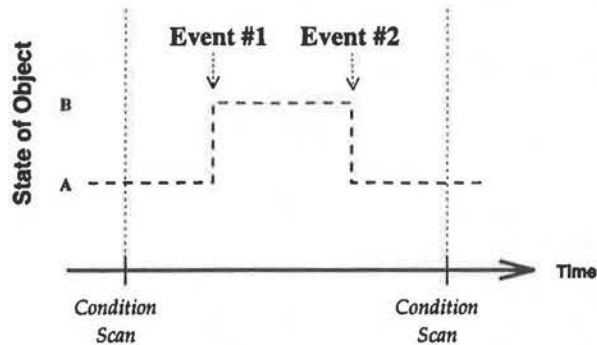 Event #1 Event #2
State of Object
B
A
Time
Condition
Scan
Condition
Scan